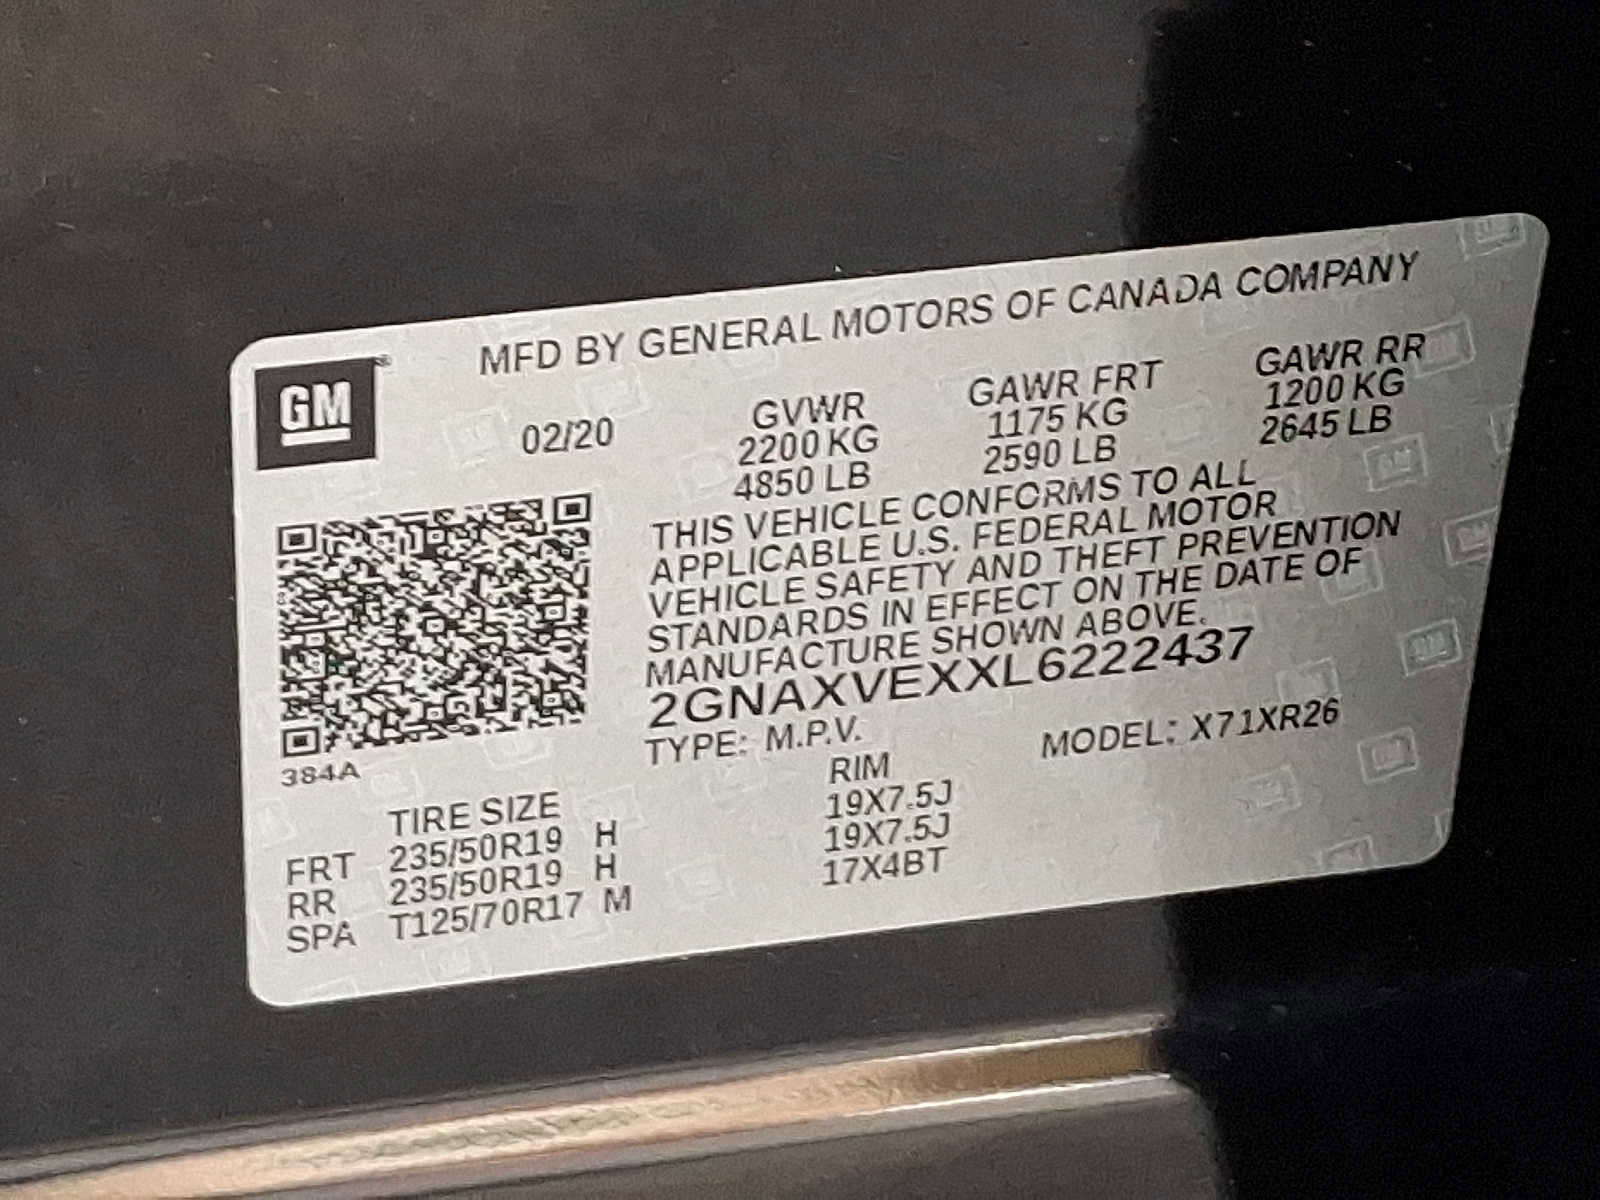 MFD BY GENERAL MOTORS OF CANADA COMPANY
GM
02/20 GVWR GAWR FRT GAWR RR
2200 KG 1175 KG 1200 KG
4850 LB 2590 LB 2645 LB
THIS VEHICLE CONFORMS TO ALL
APPLICABLE U.S. FEDERAL MOTOR
VEHICLE SAFETY AND THEFT PREVENTION
STANDARDS IN EFFECT ON THE DATE OF
MANUFACTURE SHOWN ABOVE.
2GNAXVEXXL6222437
TYPE: M.P.V. MODEL: X71XR26
384A
TIRE SIZE RIM
FRT 235/50R19 H 19X7.5J
RR 235/50R19 H 19X7.5J
SPA T125/70R17 M 17X4BT